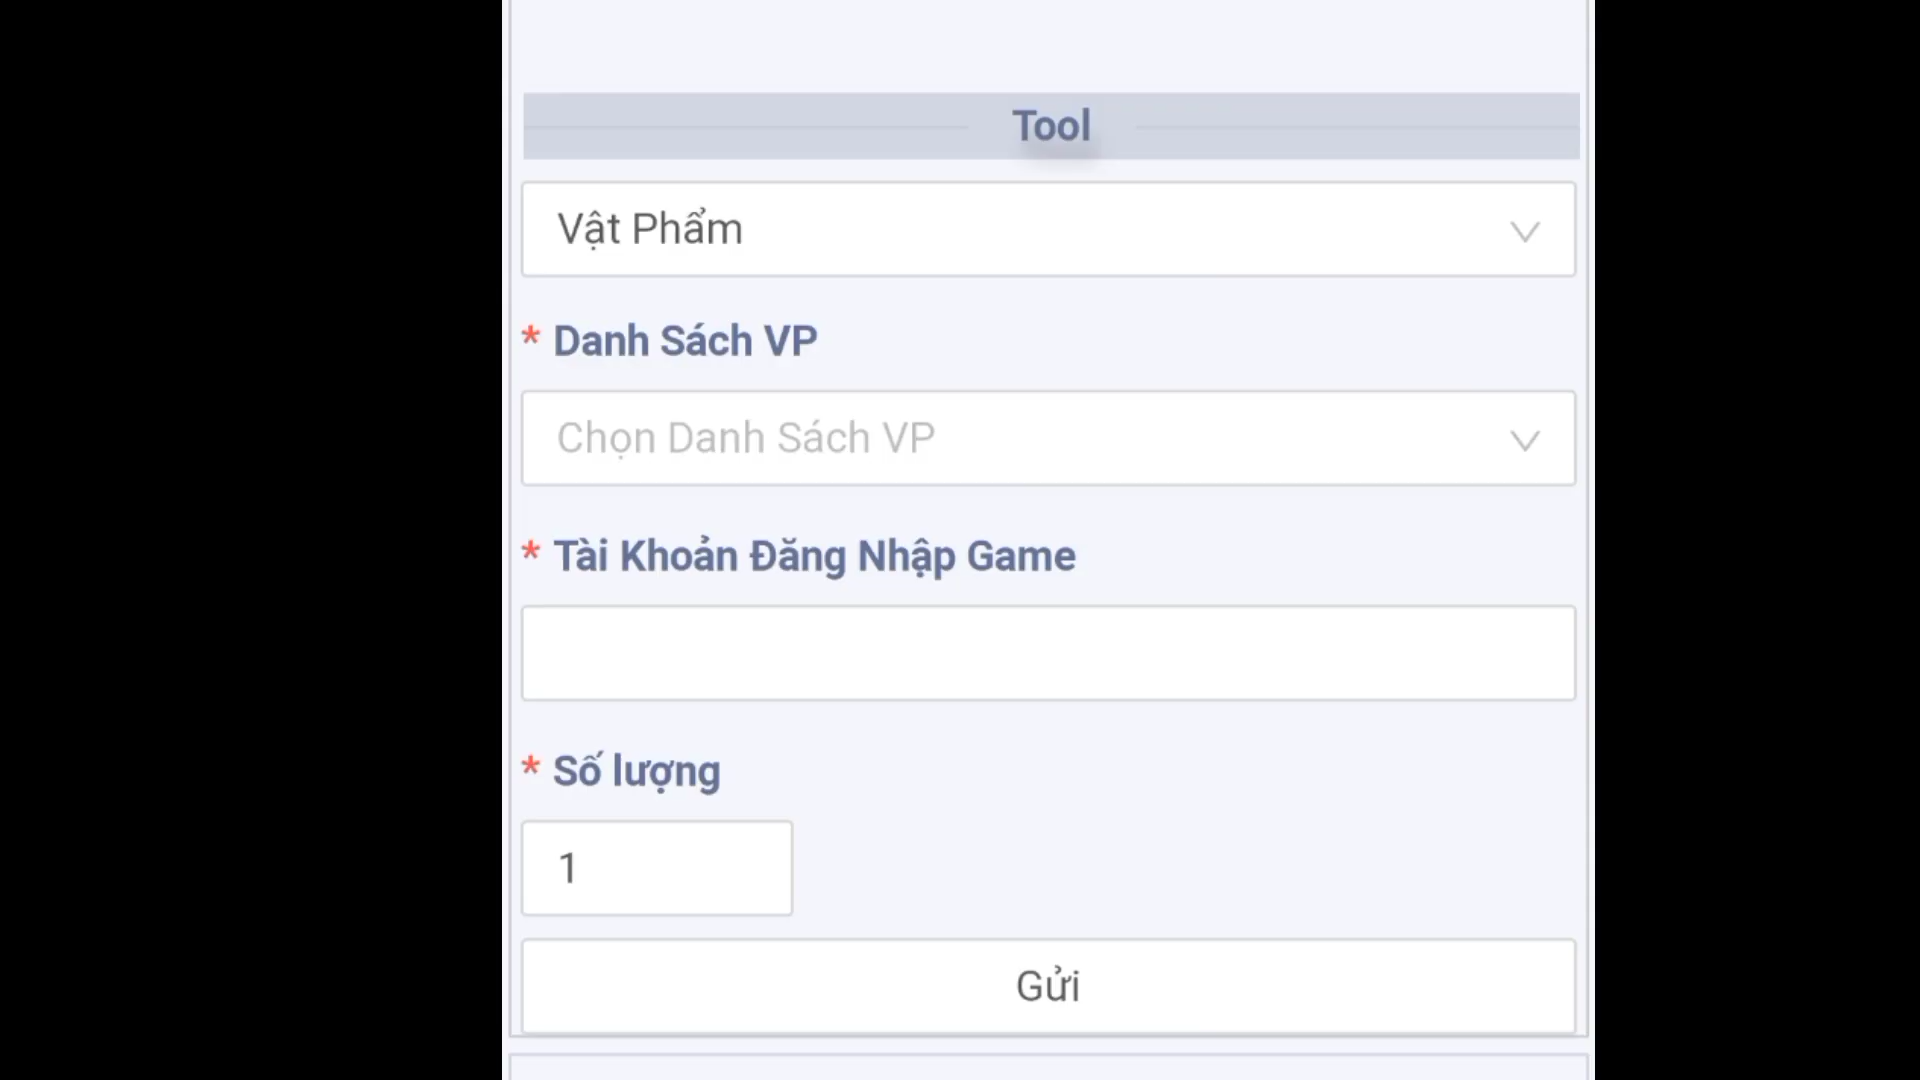 Tool
Vật Phẩm
* Danh Sách VP
Chọn Danh Sách VP
* Tài Khoản Đăng Nhập Game
* Số lượng
1
Gửi